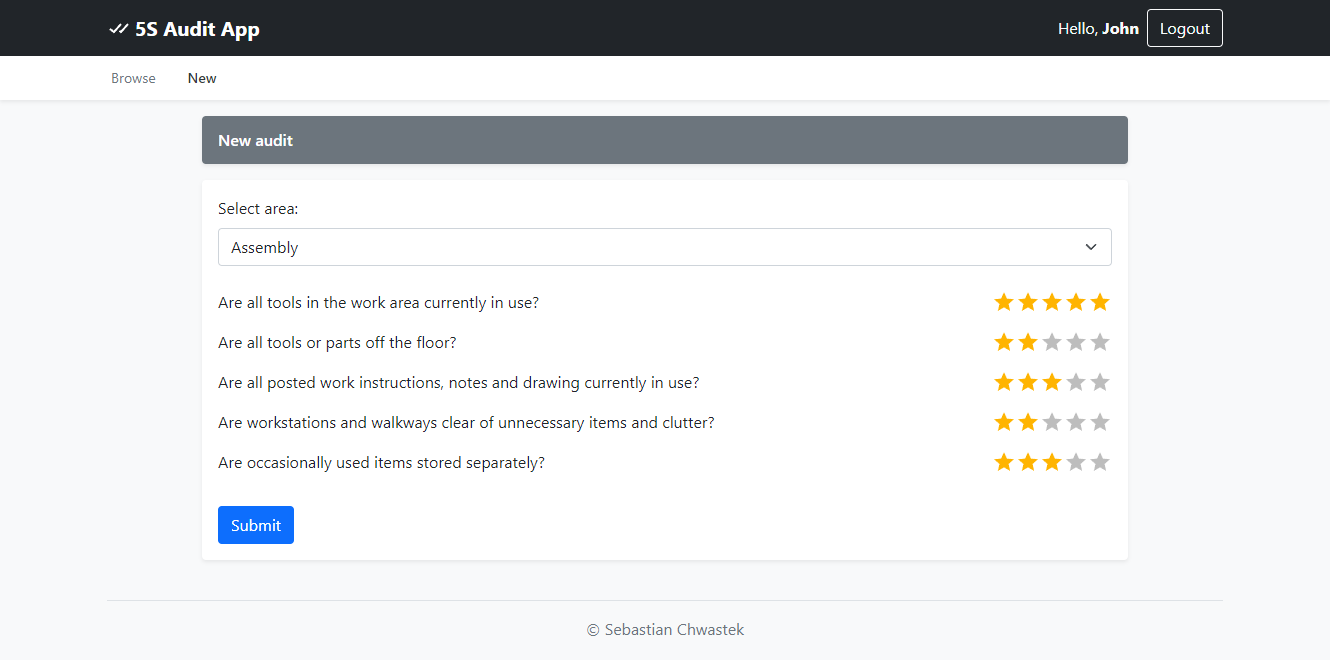 5S Audit App
Hello, John Logout
Browse New
New audit
Select area:
Assembly
Are all tools in the work area currently in use?
Are all tools or parts off the floor?
Are all posted work instructions, notes and drawing currently in use?
Are workstations and walkways clear of unnecessary items and clutter?
Are occasionally used items stored separately?
Submit
© Sebastian Chwastek